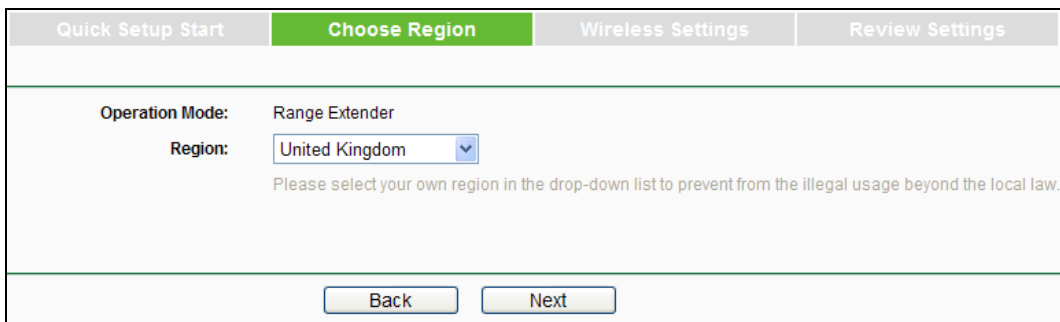 Quick Setup Start Choose Region Wireless Settings Review Settings
Operation Mode: Range Extender
Region: United Kingdom
Please select your own region in the drop-down list to prevent from the illegal usage beyond the local law.
Back Next